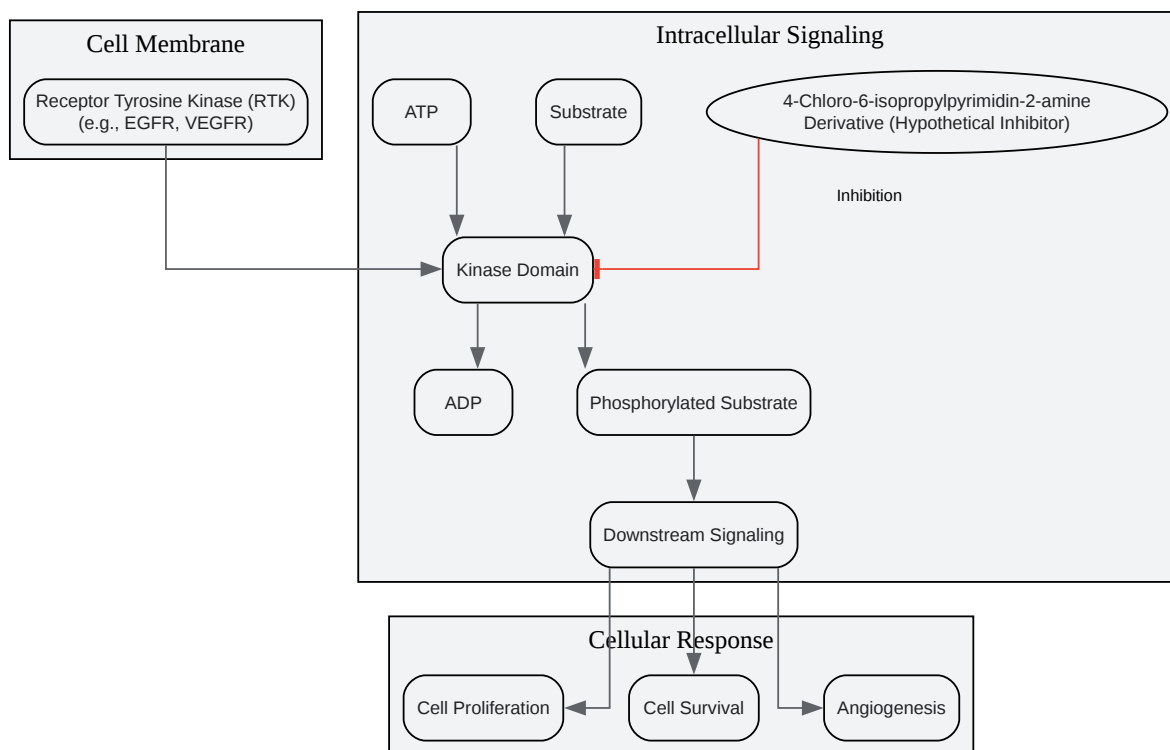 Cell Membrane
Receptor Tyrosine Kinase (RTK)
(e.g., EGFR, VEGFR)
Intracellular Signaling
ATP
Substrate
4-Chloro-6-isopropylpyrimidin-2-amine
Derivative (Hypothetical Inhibitor)
Inhibition
Kinase Domain
ADP
Phosphorylated Substrate
Downstream Signaling
Cellular Response
Cell Proliferation
Cell Survival
Angiogenesis